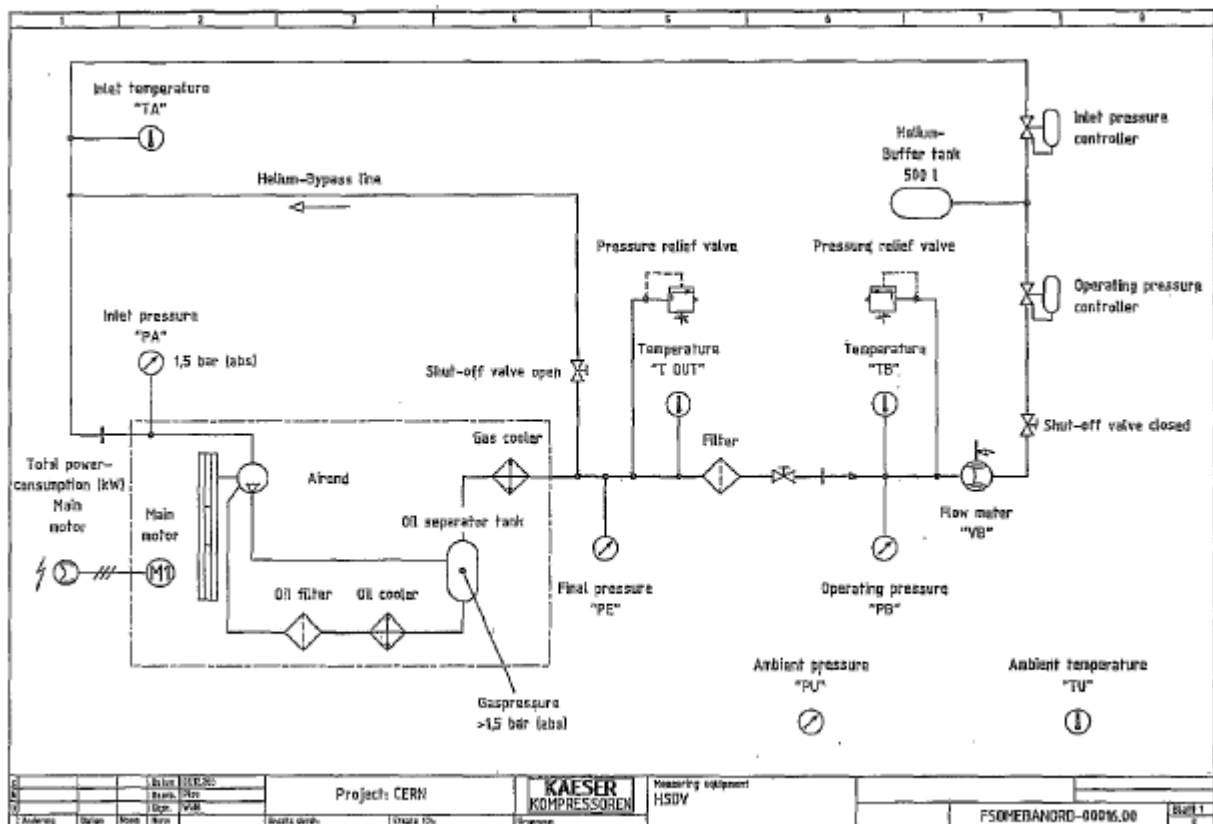 1 2 3 4 5 6 7 8
Inlet temperature
"TA"
Inlet pressure
controller
Helium-
Buffer tank
500 l
Helium-Bypass line
Pressure relief valve
Pressure relief valve
Operating pressure
controller
Inlet pressure
"PA"
1,5 bar (abs)
Temperature
"T OUT"
Temperature
"TB"
Shut-off valve open
Shut-off valve closed
Gas cooler
Filter
Total power-
consumption (kW)
Main
motor
Main
motor
Airend
Oil separator tank
Flow meter
"VB"
M1
Oil filter
Oil cooler
Final pressure
"PE"
Operating pressure
"PB"
Ambient pressure
"PU"
Ambient temperature
"TU"
Gaspressure
>1,5 bar (abs)
Project: CERN
KAESER
KOMPRESSOREN
Measuring equipment
HSDV
FSOMEBANORD-00016.00
Blatt 1